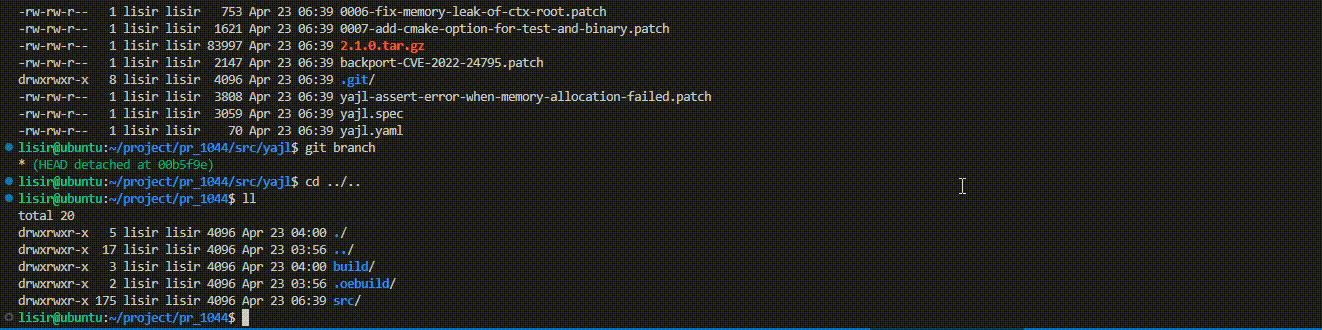 -rw-rw-r--   1 lisir lisir   753 Apr 23 06:39 0006-fix-memory-leak-of-ctx-root.patch
-rw-rw-r--   1 lisir lisir  1621 Apr 23 06:39 0007-add-cmake-option-for-test-and-binary.patch
-rw-rw-r--   1 lisir lisir 83997 Apr 23 06:39 2.1.0.tar.gz
-rw-rw-r--   1 lisir lisir  2147 Apr 23 06:39 backport-CVE-2022-24795.patch
drwxrwxr-x   8 lisir lisir  4096 Apr 23 06:39 .git/
-rw-rw-r--   1 lisir lisir  3808 Apr 23 06:39 yajl-assert-error-when-memory-allocation-failed.patch
-rw-rw-r--   1 lisir lisir  3059 Apr 23 06:39 yajl.spec
-rw-rw-r--   1 lisir lisir    70 Apr 23 06:39 yajl.yaml
lisir@ubuntu:~/project/pr_1044/src/yajl$ git branch
* (HEAD detached at 00b5f9e)
lisir@ubuntu:~/project/pr_1044/src/yajl$ cd ../..
lisir@ubuntu:~/project/pr_1044$ ll
total 20
drwxrwxr-x   5 lisir lisir 4096 Apr 23 04:00 ./
drwxrwxr-x  17 lisir lisir 4096 Apr 23 03:56 ../
drwxrwxr-x   3 lisir lisir 4096 Apr 23 04:00 build/
drwxrwxr-x   2 lisir lisir 4096 Apr 23 03:56 .oebuild/
drwxrwxr-x 175 lisir lisir 4096 Apr 23 06:39 src/
lisir@ubuntu:~/project/pr_1044$